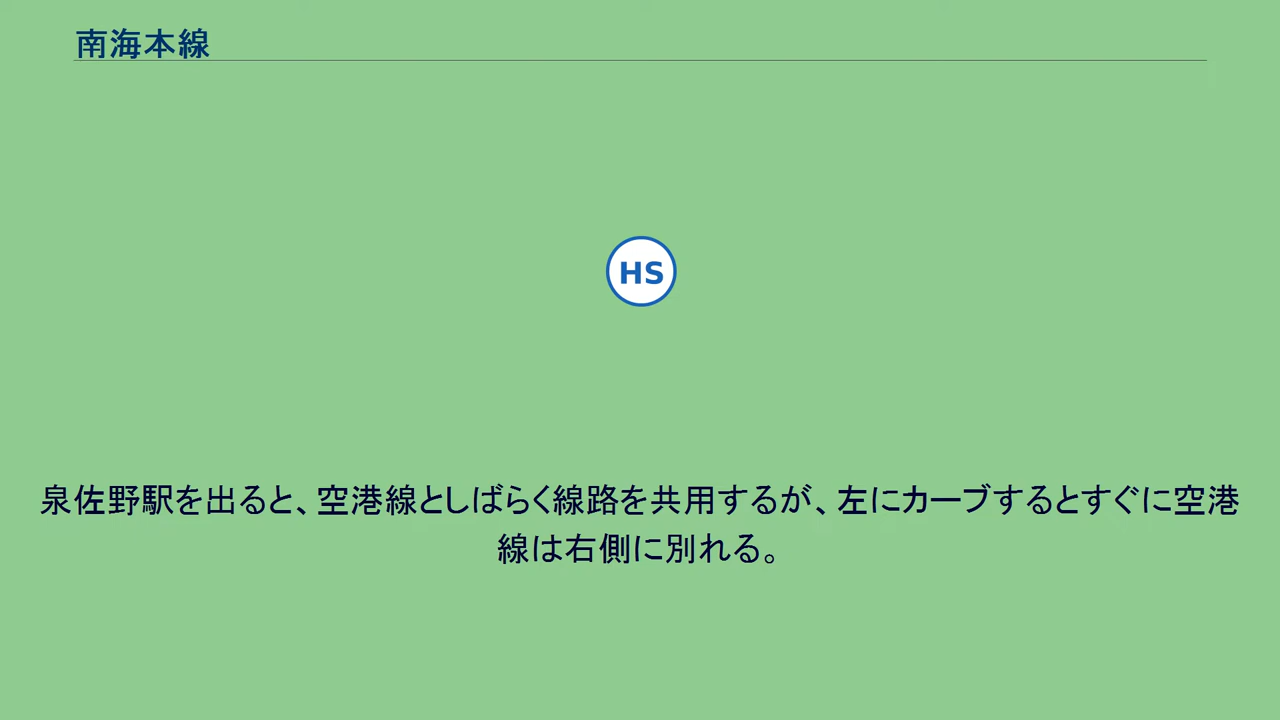 南海本線
HS
泉佐野駅を出ると、空港線としばらく線路を共用するが、左にカーブするとすぐに空港
線は右側に別れる。